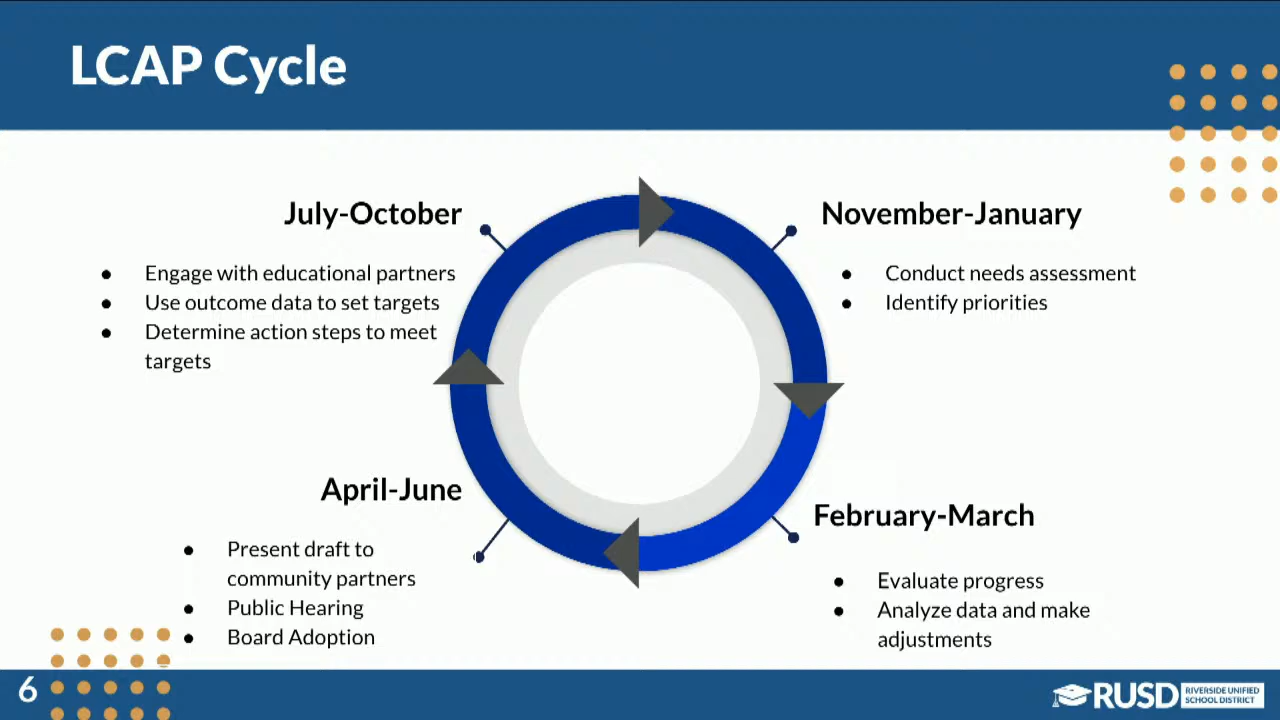 LCAP Cycle
July-October
● Engage with educational partners
● Use outcome data to set targets
● Determine action steps to meet
targets
November-January
● Conduct needs assessment
● Identify priorities
April-June
● Present draft to
community partners
● Public Hearing
● Board Adoption
February-March
● Evaluate progress
● Analyze data and make
adjustments
6
RUSD
RIVERSIDE UNIFIED
SCHOOL DISTRICT